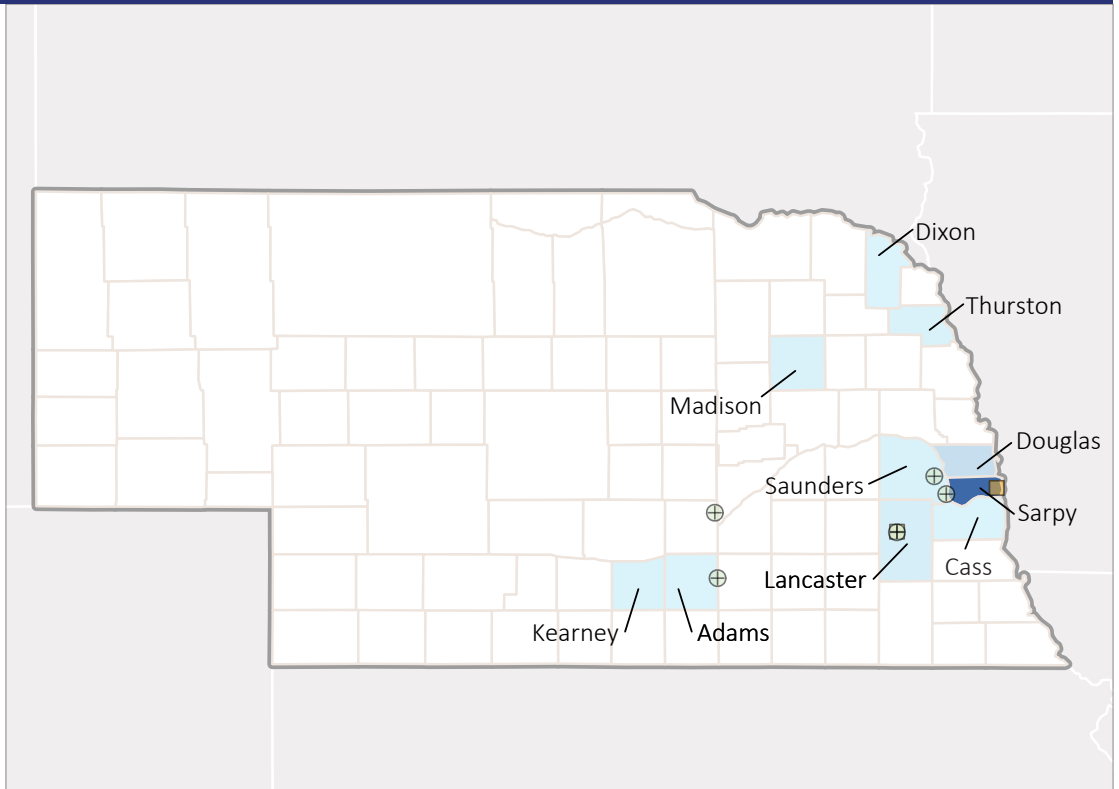 Dixon
Thurston
Madison
Douglas
Saunders
Sarpy
Cass
Lancaster
Kearney
Adams